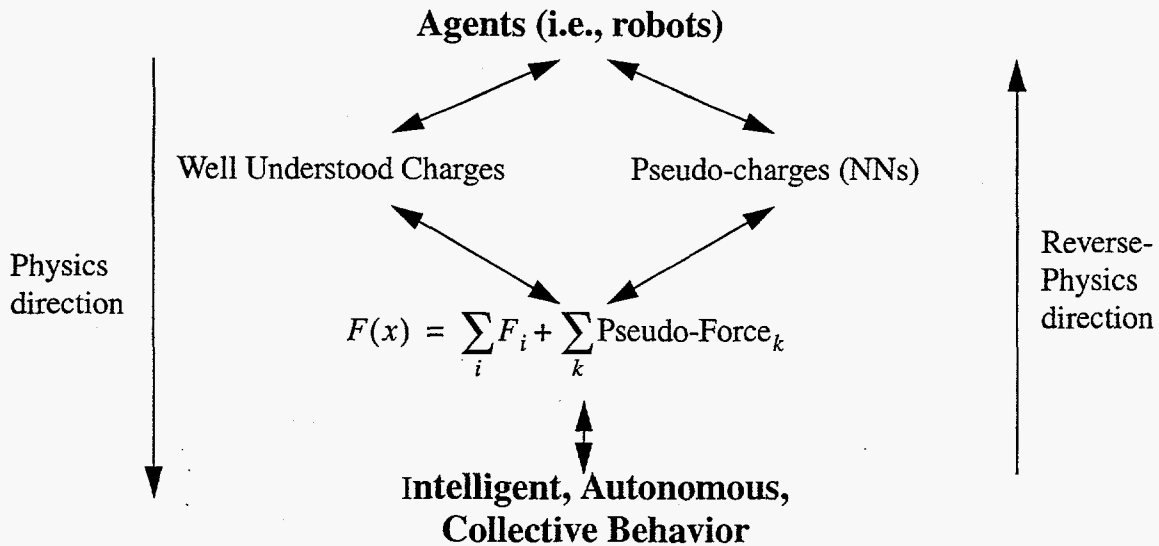 Agents (i.e., robots)
Well Understood Charges
Pseudo-charges (NNs)
Physics
direction
Reverse-
Physics
direction
F(x) = ∑_i F_i + ∑_k Pseudo-Force_k
Intelligent, Autonomous,
Collective Behavior